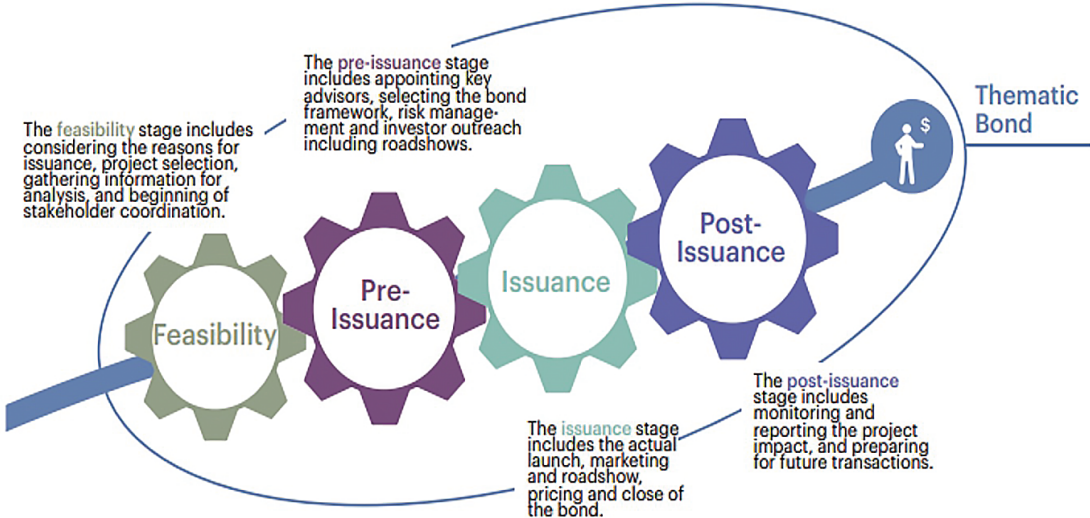 The pre-issuance stage
includes appointing key
advisors, selecting the bond
framework, risk manage-
ment and investor outreach
including roadshows.
The feasibility stage includes
considering the reasons for
issuance, project selection,
gathering information for
analysis, and beginning of
stakeholder coordination.
Thematic
Bond
$
Feasibility
Pre-
Issuance
Issuance
Post-
Issuance
The issuance stage
includes the actual
launch, marketing
and roadshow,
pricing and close of
the bond.
The post-issuance
stage includes
monitoring and
reporting the project
impact, and preparing
for future transactions.